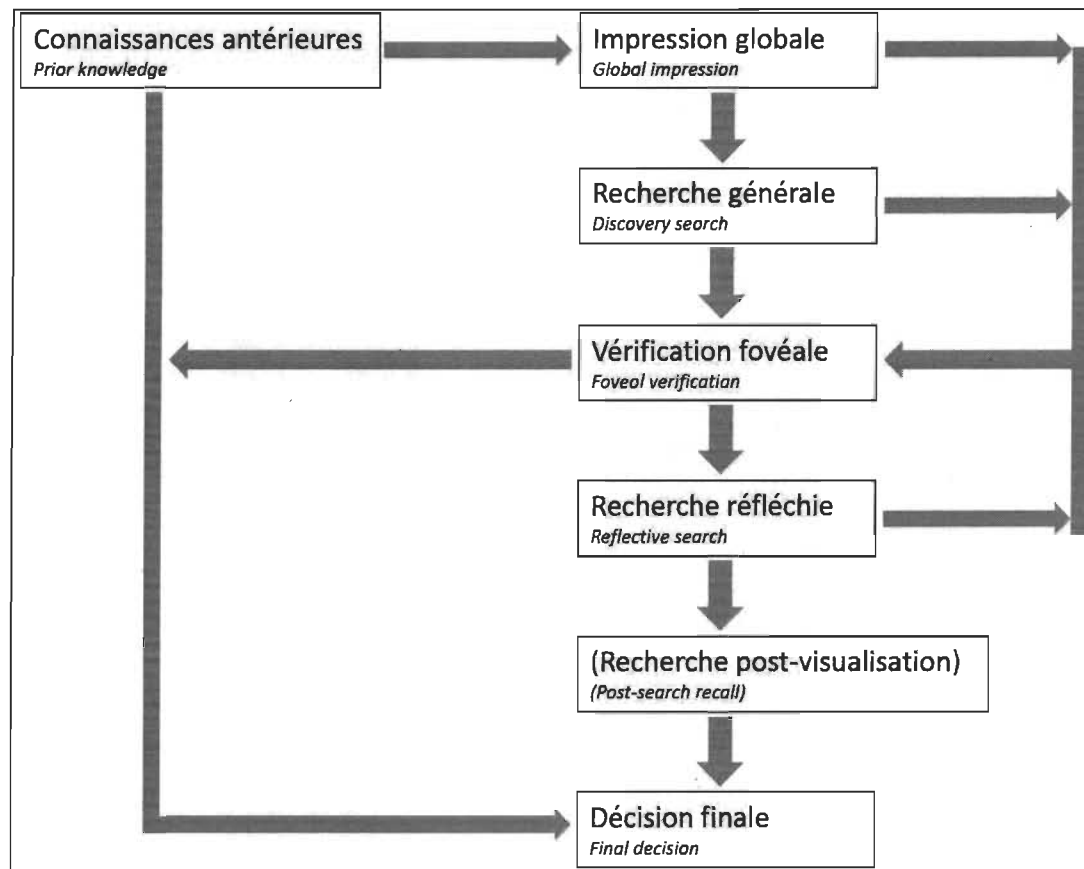 Connaissances antérieures
Prior knowledge
Impression globale
Global impression
Recherche générale
Discovery search
Vérification fovéale
Foveal verification
Recherche réfléchie
Reflective search
(Recherche post-visualisation)
(Post-search recall)
Décision finale
Final decision